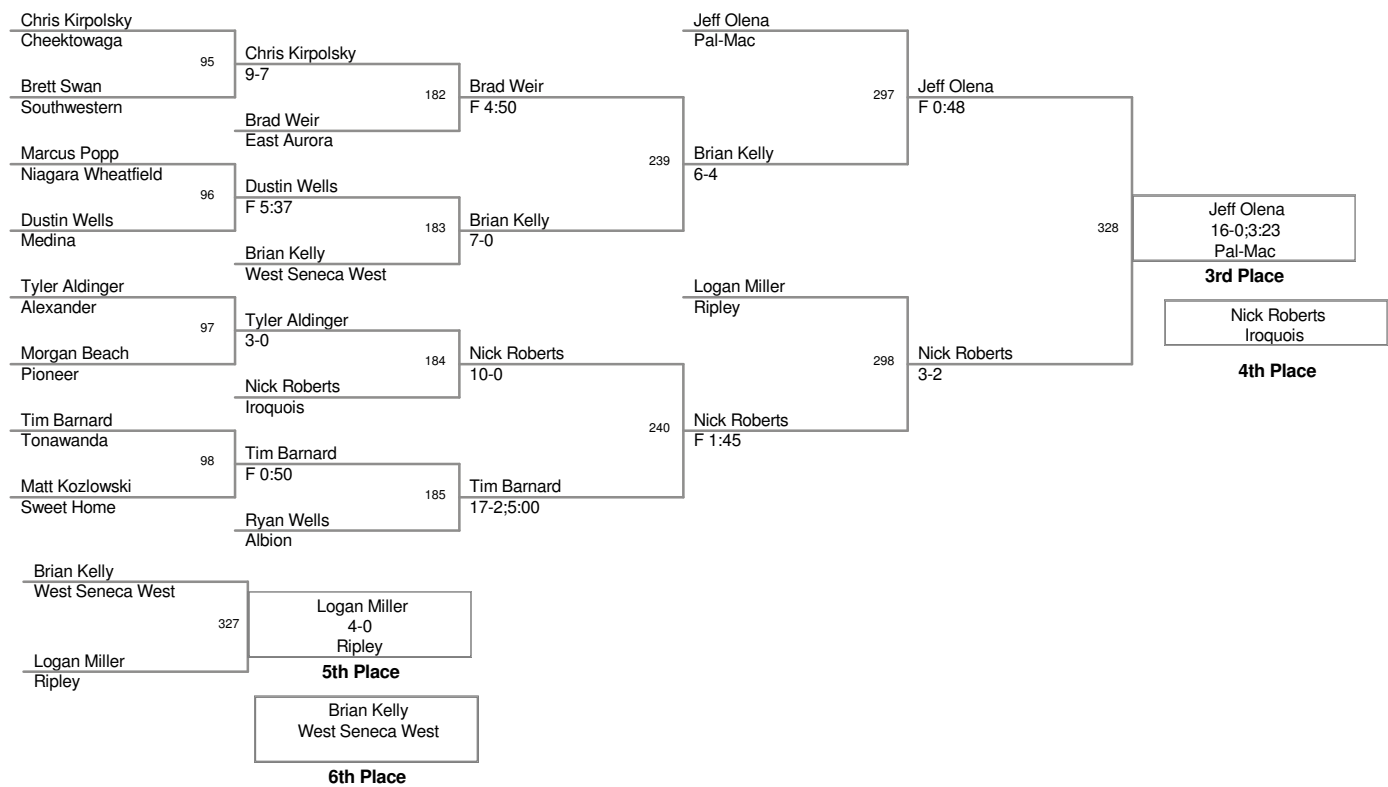 Chris Kirpolsky
Cheektowaga
95
Brett Swan
Southwestern
Marcus Popp
Niagara Wheatfield
96
Dustin Wells
Medina
Tyler Aldinger
Alexander
97
Morgan Beach
Pioneer
Tim Barnard
Tonawanda
98
Matt Kozlowski
Sweet Home
Chris Kirpolsky
9-7
182
Brad Weir
East Aurora
Dustin Wells
F 5:37
183
Brian Kelly
West Seneca West
Tyler Aldinger
3-0
184
Nick Roberts
Iroquois
Tim Barnard
F 0:50
185
Ryan Wells
Albion
Brad Weir
F 4:50
239
Brian Kelly
7-0
Nick Roberts
10-0
240
Tim Barnard
17-2;5:00
Jeff Olena
Pal-Mac
297
Brian Kelly
6-4
Logan Miller
Ripley
298
Nick Roberts
F 1:45
Jeff Olena
F 0:48
328
Nick Roberts
3-2
Jeff Olena
16-0;3:23
Pal-Mac
3rd Place
Nick Roberts
Iroquois
4th Place
Brian Kelly
West Seneca West
327
Logan Miller
Ripley
Logan Miller
4-0
Ripley
5th Place
Brian Kelly
West Seneca West
6th Place